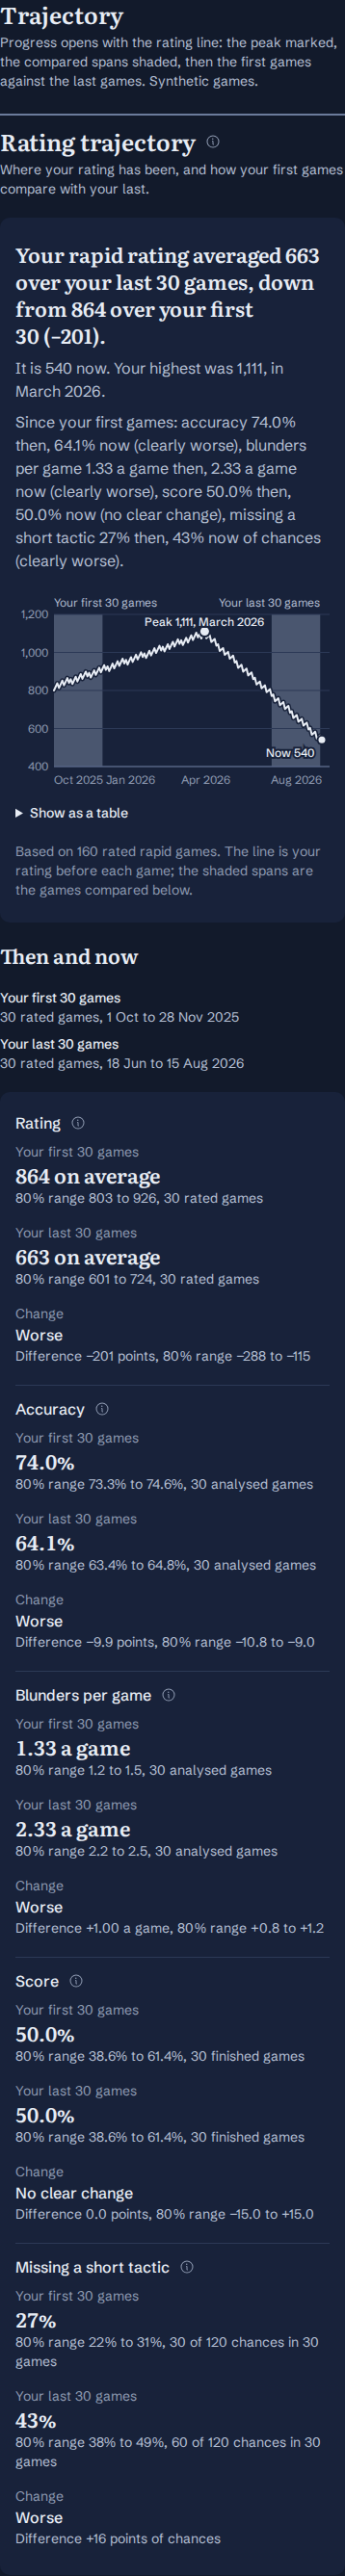 Trajectory
Progress opens with the rating line: the peak marked,
the compared spans shaded, then the first games
against the last games. Synthetic games.
Rating trajectory
Where your rating has been, and how your first games
compare with your last.
Your rapid rating averaged 663
over your last 30 games, down
from 864 over your first
30 (−201).
It is 540 now. Your highest was 1,111, in
March 2026.
Since your first games: accuracy 74.0%
then, 64.1% now (clearly worse), blunders
per game 1.33 a game then, 2.33 a game
now (clearly worse), score 50.0% then,
50.0% now (no clear change), missing a
short tactic 27% then, 43% now of chances
(clearly worse).
Your first 30 games Your last 30 games
1,200
Peak 1,111, March 2026
1,000
800
600
Now 540
400
Oct 2025 Jan 2026 Apr 2026 Aug 2026
Show as a table
Based on 160 rated rapid games. The line is your
rating before each game; the shaded spans are
the games compared below.
Then and now
Your first 30 games
30 rated games, 1 Oct to 28 Nov 2025
Your last 30 games
30 rated games, 18 Jun to 15 Aug 2026
Rating
Your first 30 games
864 on average
80% range 803 to 926, 30 rated games
Your last 30 games
663 on average
80% range 601 to 724, 30 rated games
Change
Worse
Difference −201 points, 80% range −288 to −115
Accuracy
Your first 30 games
74.0%
80% range 73.3% to 74.6%, 30 analysed games
Your last 30 games
64.1%
80% range 63.4% to 64.8%, 30 analysed games
Change
Worse
Difference −9.9 points, 80% range −10.8 to −9.0
Blunders per game
Your first 30 games
1.33 a game
80% range 1.2 to 1.5, 30 analysed games
Your last 30 games
2.33 a game
80% range 2.2 to 2.5, 30 analysed games
Change
Worse
Difference +1.00 a game, 80% range +0.8 to +1.2
Score
Your first 30 games
50.0%
80% range 38.6% to 61.4%, 30 finished games
Your last 30 games
50.0%
80% range 38.6% to 61.4%, 30 finished games
Change
No clear change
Difference 0.0 points, 80% range −15.0 to +15.0
Missing a short tactic
Your first 30 games
27%
80% range 22% to 31%, 30 of 120 chances in 30
games
Your last 30 games
43%
80% range 38% to 49%, 60 of 120 chances in 30
games
Change
Worse
Difference +16 points of chances